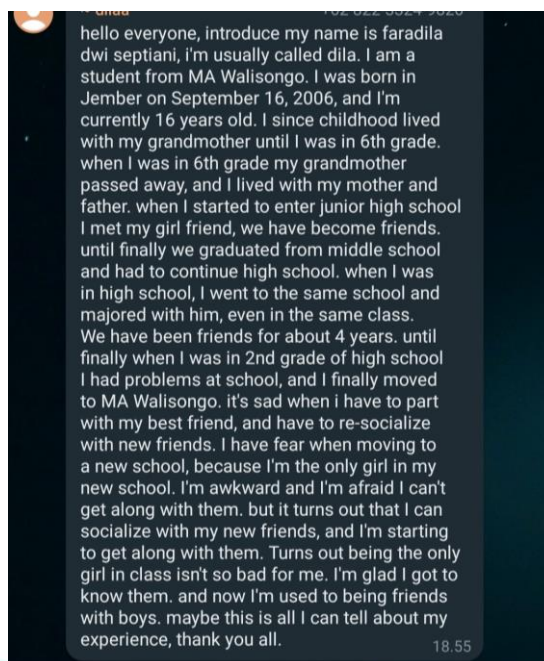 hello everyone, introduce my name is faradila
dwi septiani, i'm usually called dila. I am a
student from MA Walisongo. I was born in
Jember on September 16, 2006, and I'm
currently 16 years old. I since childhood lived
with my grandmother until I was in 6th grade.
when I was in 6th grade my grandmother
passed away, and I lived with my mother and
father. when I started to enter junior high school
I met my girl friend, we have become friends.
until finally we graduated from middle school
and had to continue high school. when I was
in high school, I went to the same school and
majored with him, even in the same class.
We have been friends for about 4 years. until
finally when I was in 2nd grade of high school
I had problems at school, and I finally moved
to MA Walisongo. it's sad when i have to part
with my best friend, and have to re-socialize
with new friends. I have fear when moving to
a new school, because I'm the only girl in my
new school. I'm awkward and I'm afraid I can't
get along with them. but it turns out that I can
socialize with my new friends, and I'm starting
to get along with them. Turns out being the only
girl in class isn't so bad for me. I'm glad I got to
know them. and now I'm used to being friends
with boys. maybe this is all I can tell about my
experience, thank you all.
18.55